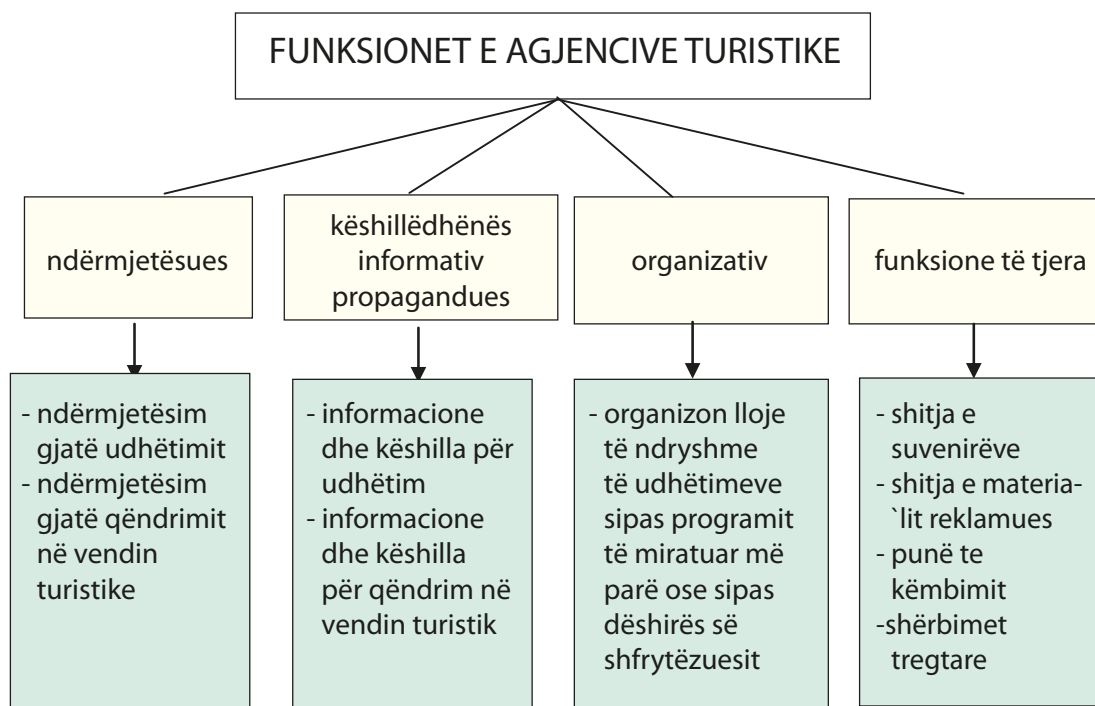 FUNKSIONET E AGJENCIVE TURISTIKE
ndërmjetësues
këshillëdhënës
informativ
propagandues
organizativ
funksione të tjera
- ndërmjetësim
gjatë udhëtimit
- ndërmjetësim
gjatë qëndrimit
në vendin
turistike
- informacione
dhe këshilla për
udhëtim
- informacione
dhe këshilla
për qëndrim në
vendin turistik
- organizon lloje
të ndryshme
të udhëtimeve
sipas programit
të miratuar më
parë ose sipas
dëshirës së
shfrytëzuesit
- shitja e
suvenirëve
- shitja e materia-
`lit reklamues
- punë te
këmbimit
-shërbimet
tregtare